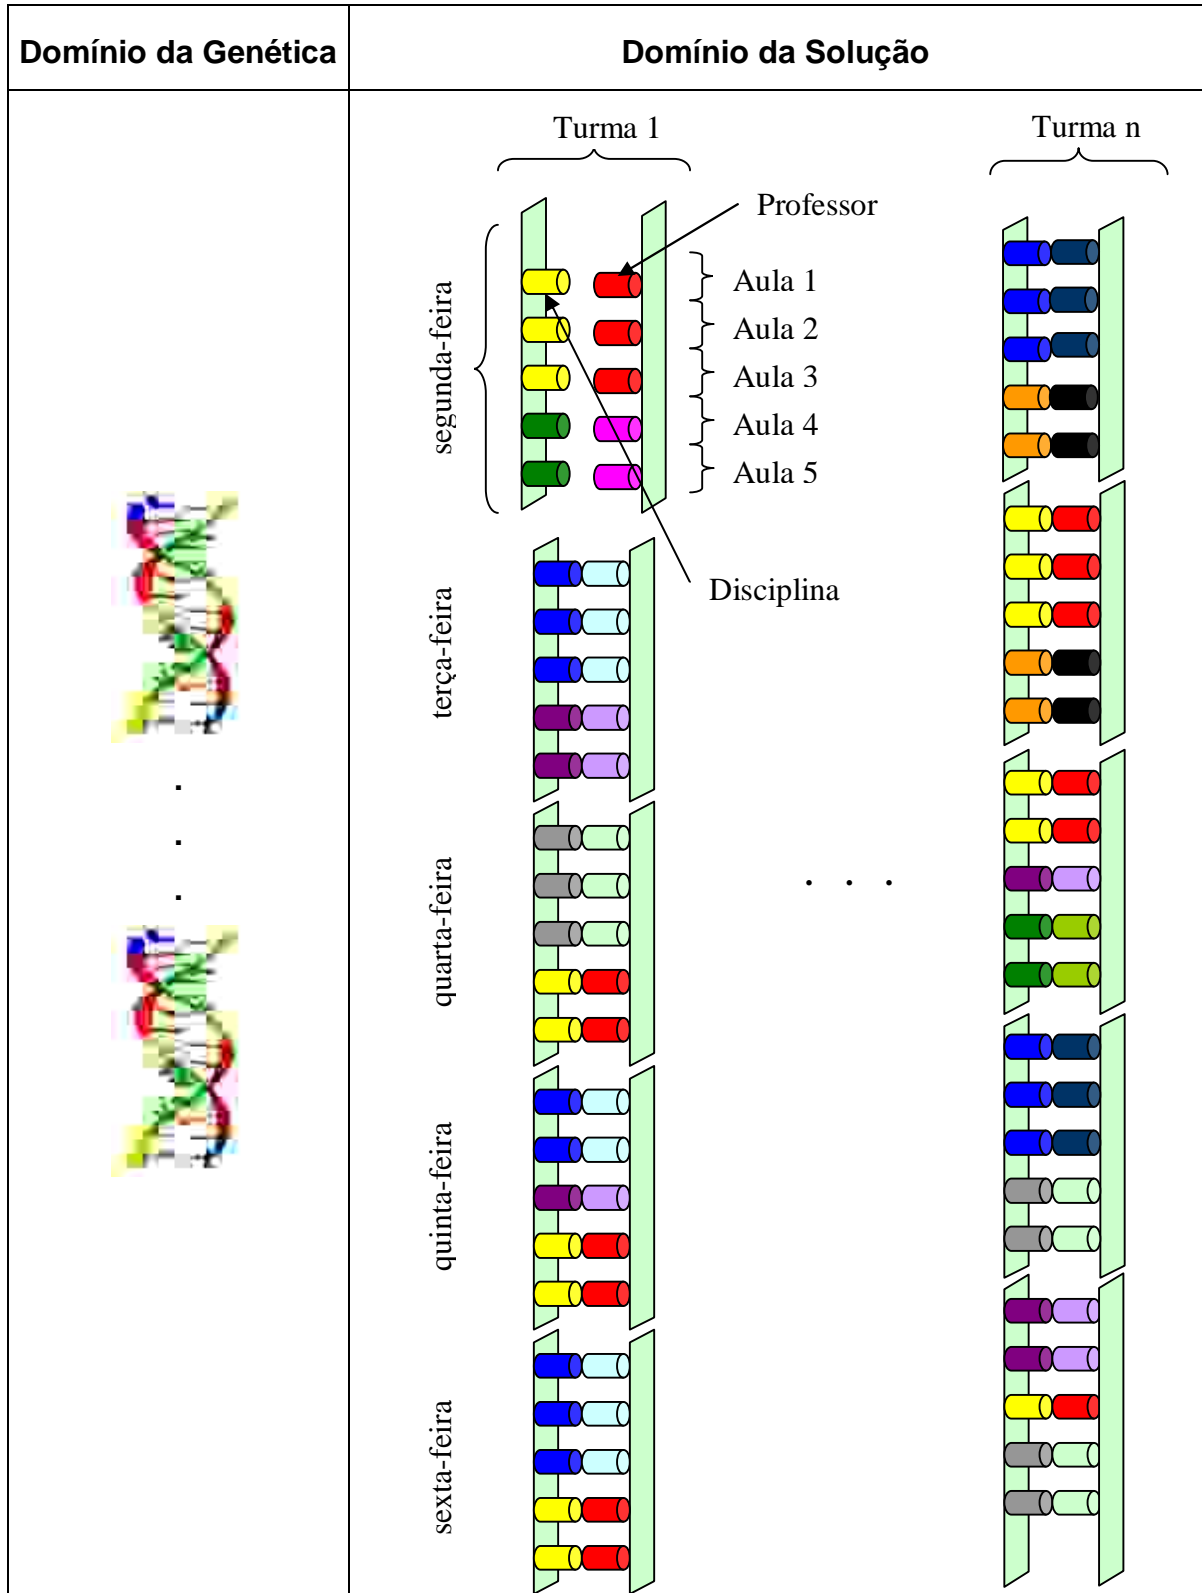 Domínio da Genética
Domínio da Solução
Turma 1
Turma n
Professor
segunda-feira
Aula 1
Aula 2
Aula 3
Aula 4
Aula 5
Disciplina
terça-feira
quarta-feira
. . .
quinta-feira
sexta-feira